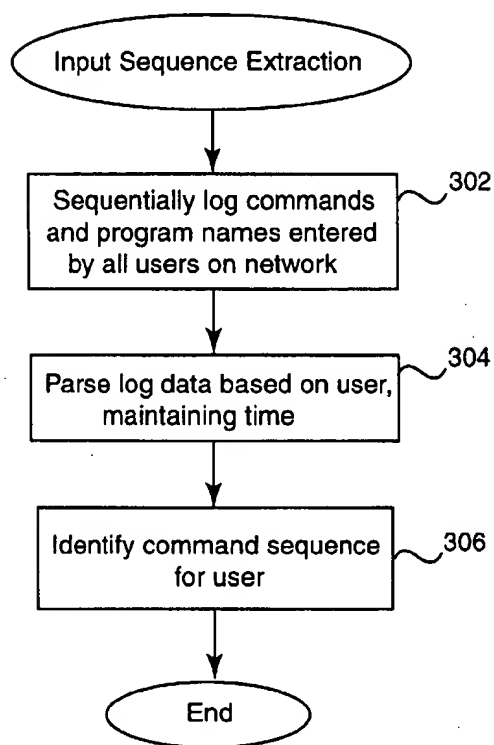 Input Sequence Extraction
302
Sequentially log commands
and program names entered
by all users on network
304
Parse log data based on user,
maintaining time
306
Identify command sequence
for user
End